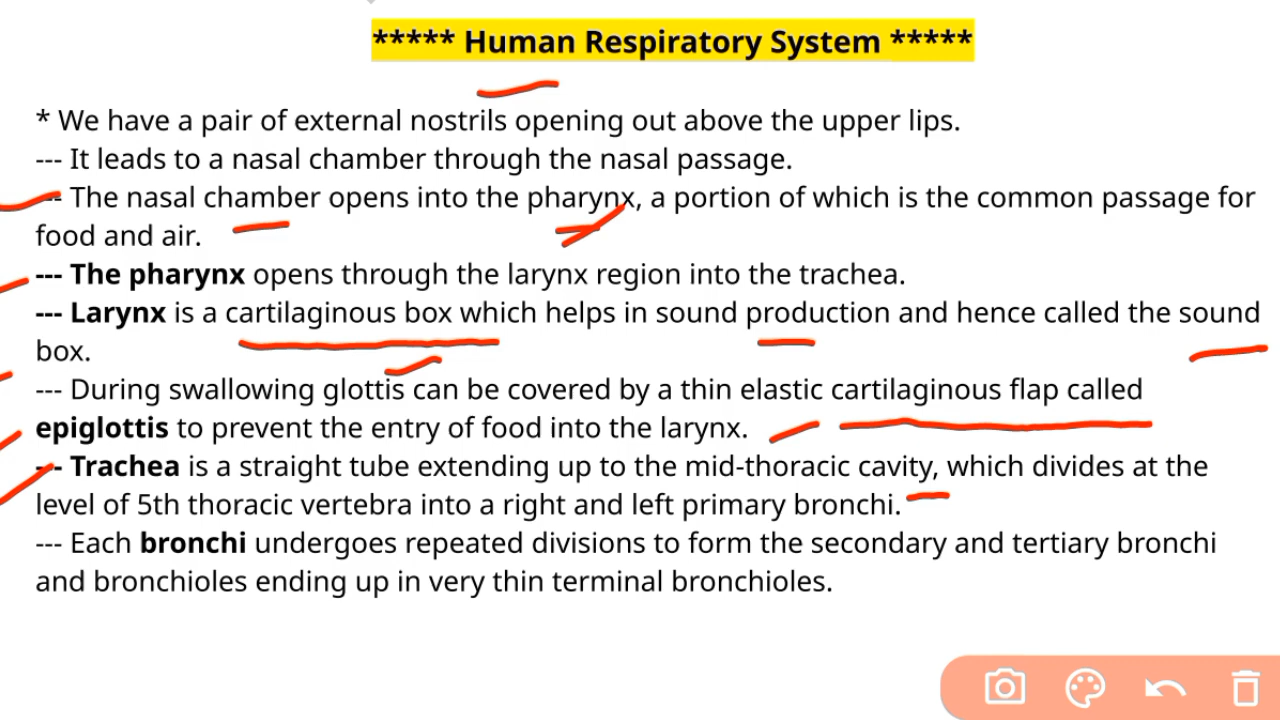 ***** Human Respiratory System *****
* We have a pair of external nostrils opening out above the upper lips.
--- It leads to a nasal chamber through the nasal passage.
--- The nasal chamber opens into the pharynx, a portion of which is the common passage for
food and air.
--- The pharynx opens through the larynx region into the trachea.
--- Larynx is a cartilaginous box which helps in sound production and hence called the sound
box.
--- During swallowing glottis can be covered by a thin elastic cartilaginous flap called
epiglottis to prevent the entry of food into the larynx.
--- Trachea is a straight tube extending up to the mid-thoracic cavity, which divides at the
level of 5th thoracic vertebra into a right and left primary bronchi.
--- Each bronchi undergoes repeated divisions to form the secondary and tertiary bronchi
and bronchioles ending up in very thin terminal bronchioles.